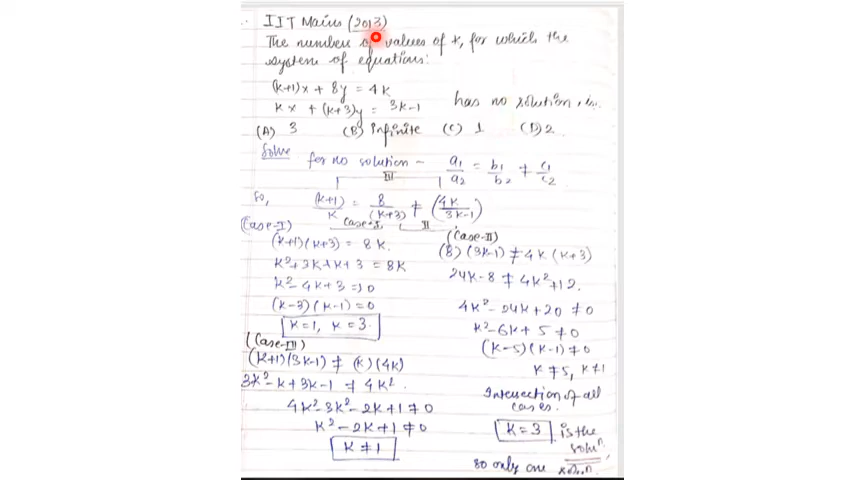 IIT Mains (2013)
The number of values of K, for which the
system of equations:
(k+1)x + 8y = 4K
Kx + (k+3)y = 3k-1
has no solution, is.
(A) 3 (B) Infinite (C) 1 (D) 2
Solve for no solution - a₁/a₂ = b₁/b₂ ≠ c₁/c₂
III
So, (k+1)/K = 8/(k+3) ≠ (4K/3k-1)
Case-I II
(Case-I)
(k+1)(k+3) = 8K.
K²+3K+K+3 = 8K
K²-4K+3 = 0
(K-3)(K-1)=0
K=1, K=3.
(Case-II)
(8)(3K-1) ≠ 4K(K+3)
24K-8 ≠ 4K²+12.
4K²-24K+20 ≠ 0
K²-6K+5 ≠ 0
(K-5)(K-1) ≠ 0
K ≠ 5, K ≠ 1
(Case-III)
(K+1)(3K-1) ≠ (K)(4K)
3K²-K+3K-1 ≠ 4K².
4K²-3K²-2K+1 ≠ 0
K²-2K+1 ≠ 0
K ≠ 1
Intersection of all
cases.
K=3 is the
soluⁿ
so only one soluⁿ.